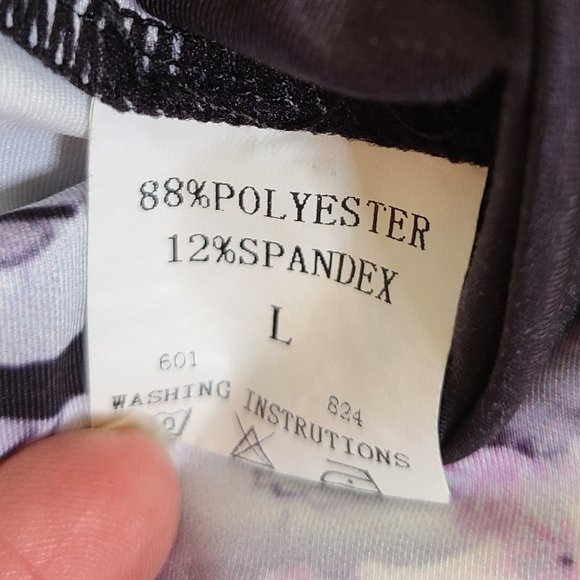 88%POLYESTER
12%SPANDEX
L
601 824
WASHING INSTRUTIONS